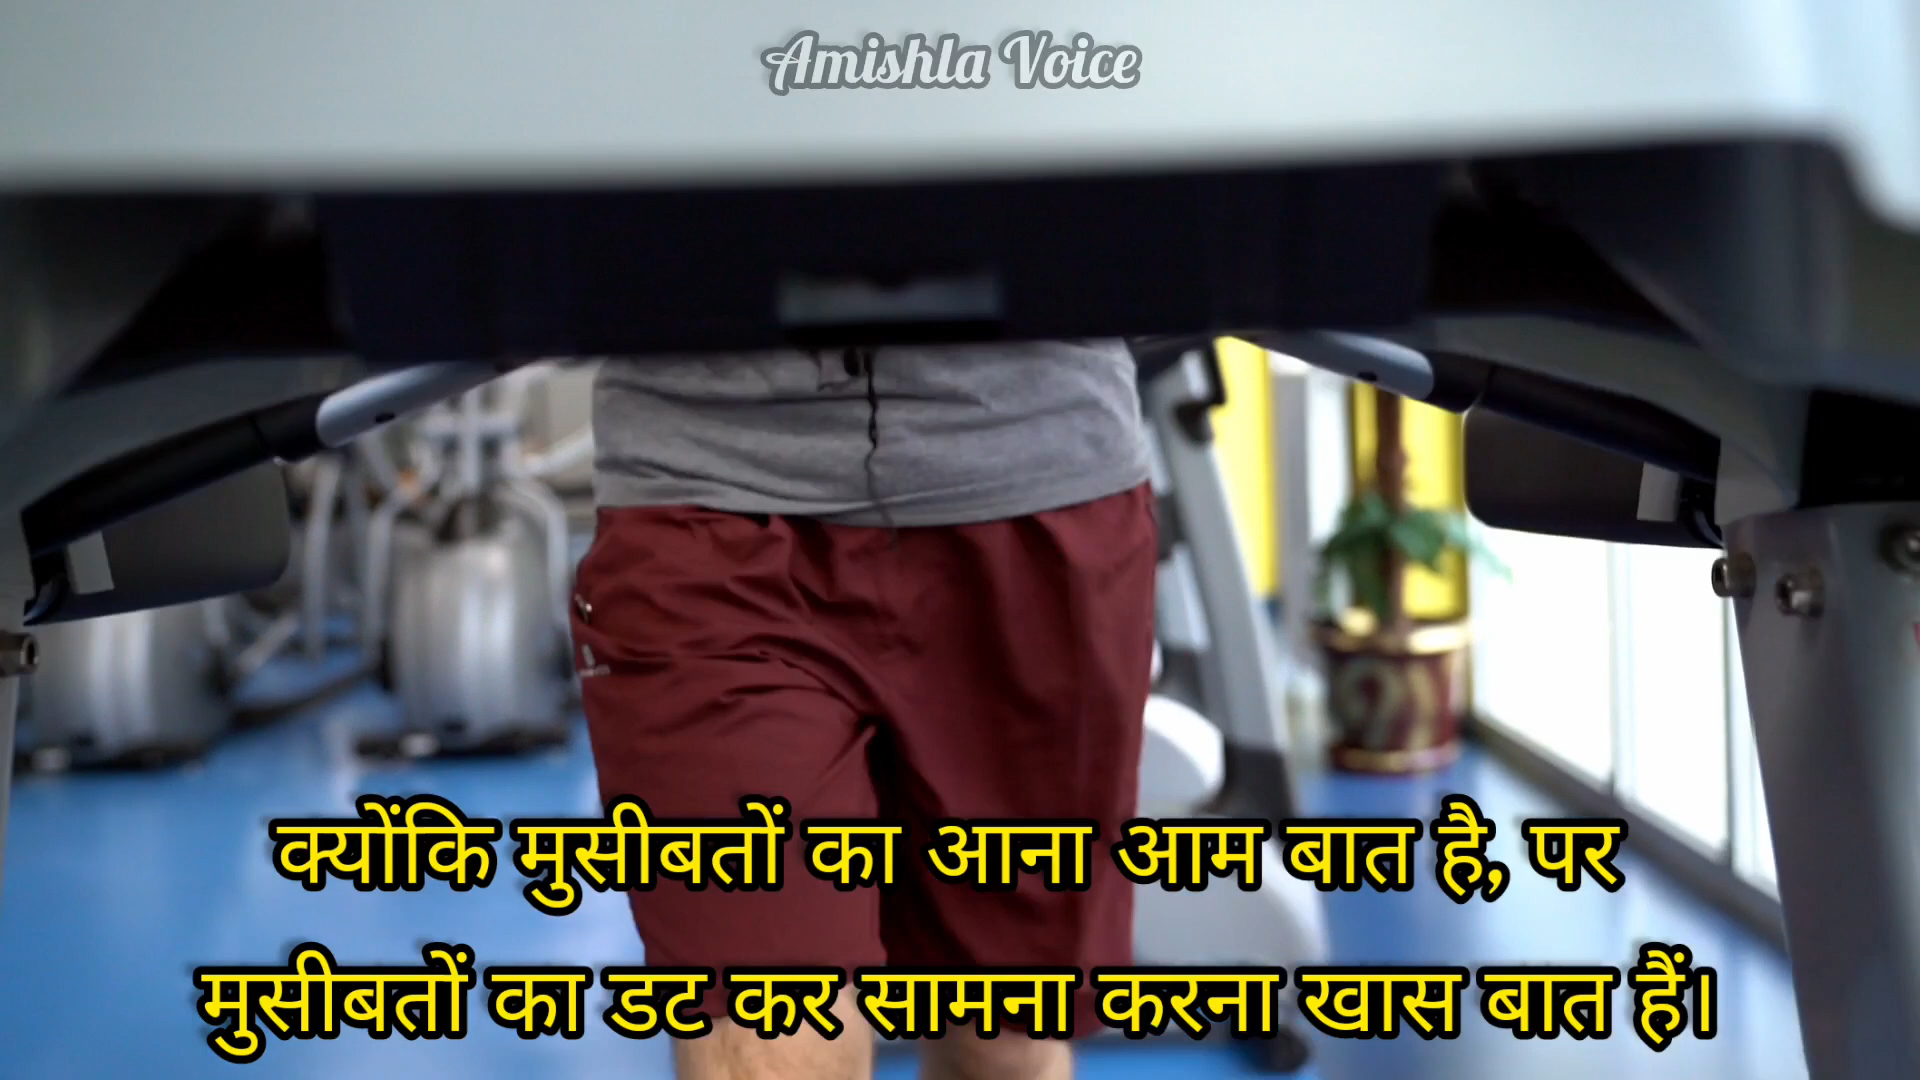 Amishla Voice
क्योंकि मुसीबतों का आना आम बात है, पर
मुसीबतों का डट कर सामना करना खास बात हैं।